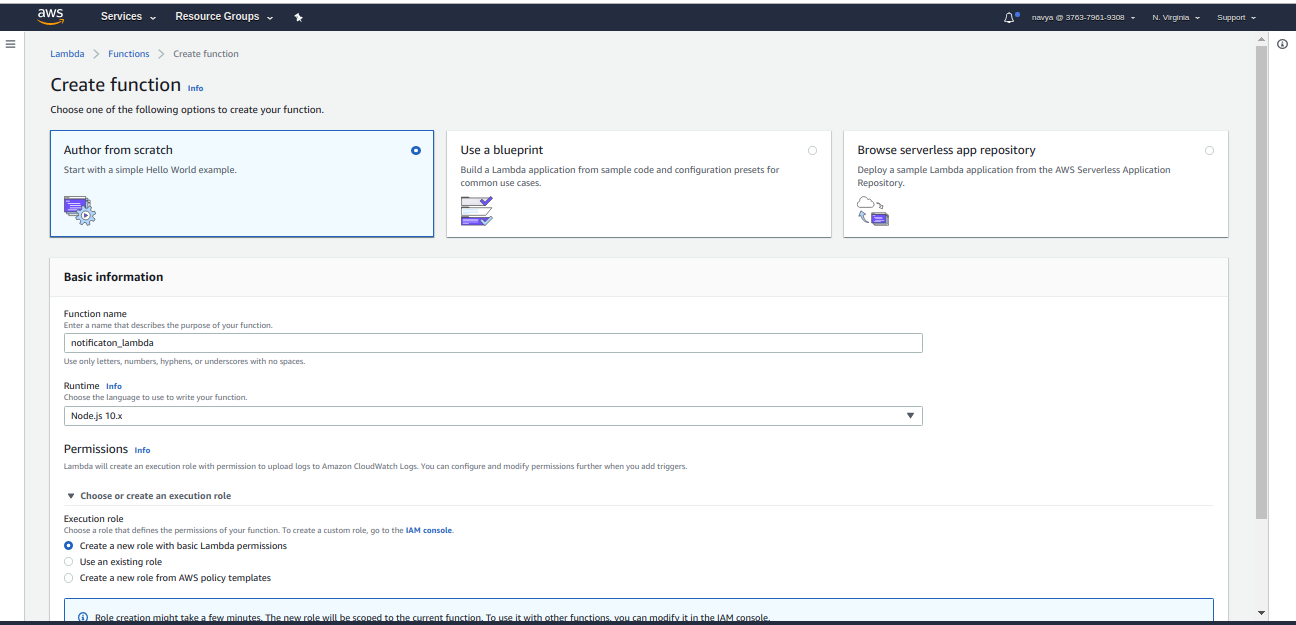 aws Services Resource Groups navya @ 3763-7961-9308 N. Virginia Support
Lambda Functions Create function
Create function Info
Choose one of the following options to create your function.
Author from scratch
Start with a simple Hello World example.
Use a blueprint
Build a Lambda application from sample code and configuration presets for
common use cases.
Browse serverless app repository
Deploy a sample Lambda application from the AWS Serverless Application
Repository.
Basic information
Function name
Enter a name that describes the purpose of your function.
notificaton_lambda
Use only letters, numbers, hyphens, or underscores with no spaces.
Runtime Info
Choose the language to use to write your function.
Node.js 10.x
Permissions Info
Lambda will create an execution role with permission to upload logs to Amazon CloudWatch Logs. You can configure and modify permissions further when you add triggers.
Choose or create an execution role
Execution role
Choose a role that defines the permissions of your function. To create a custom role, go to the IAM console.
Create a new role with basic Lambda permissions
Use an existing role
Create a new role from AWS policy templates
Role creation might take a few minutes. The new role will be scoped to the current function. To use it with other functions, you can modify it in the IAM console.